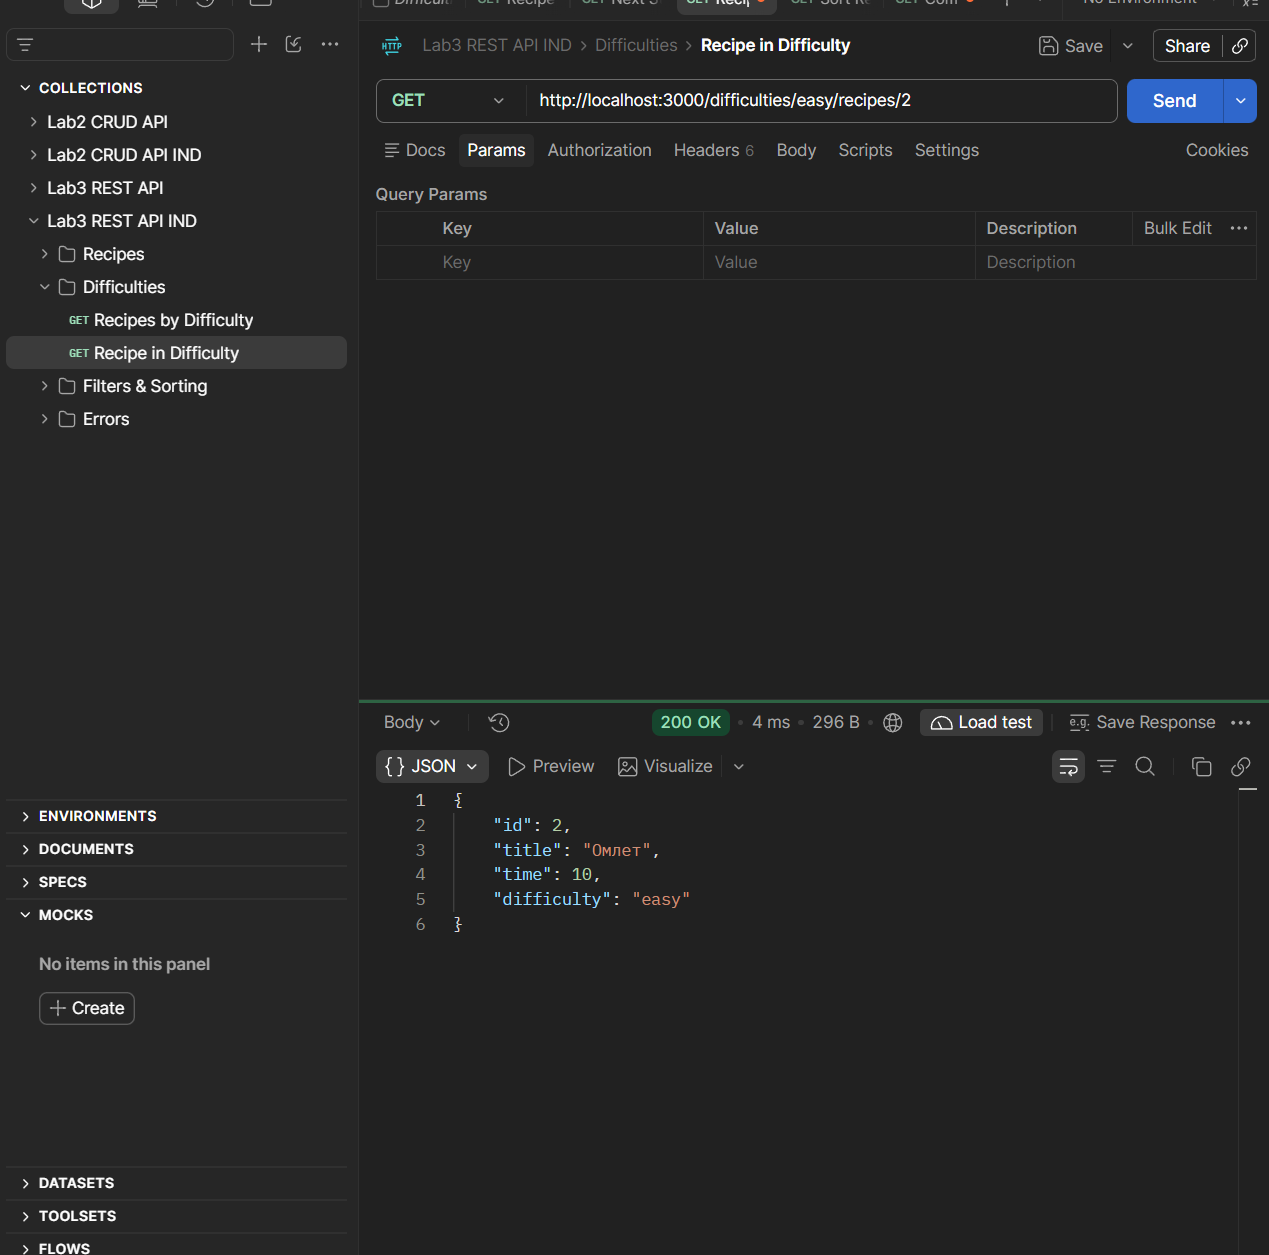 GET Recipe
No Environment
Lab3 REST API IND > Difficulties > Recipe in Difficulty
Save
Share
COLLECTIONS
Lab2 CRUD API
Lab2 CRUD API IND
Lab3 REST API
Lab3 REST API IND
Recipes
Difficulties
GET Recipes by Difficulty
GET Recipe in Difficulty
Filters & Sorting
Errors
GET
http://localhost:3000/difficulties/easy/recipes/2
Send
Docs
Params
Authorization
Headers 6
Body
Scripts
Settings
Cookies
Query Params
Key
Value
Description
Bulk Edit
Key
Value
Description
Body
200 OK
4 ms
296 B
Load test
e.g. Save Response
{} JSON
Preview
Visualize
1 {
2 "id": 2,
3 "title": "Омлет",
4 "time": 10,
5 "difficulty": "easy"
6 }
ENVIRONMENTS
DOCUMENTS
SPECS
MOCKS
No items in this panel
Create
DATASETS
TOOLSETS
FLOWS